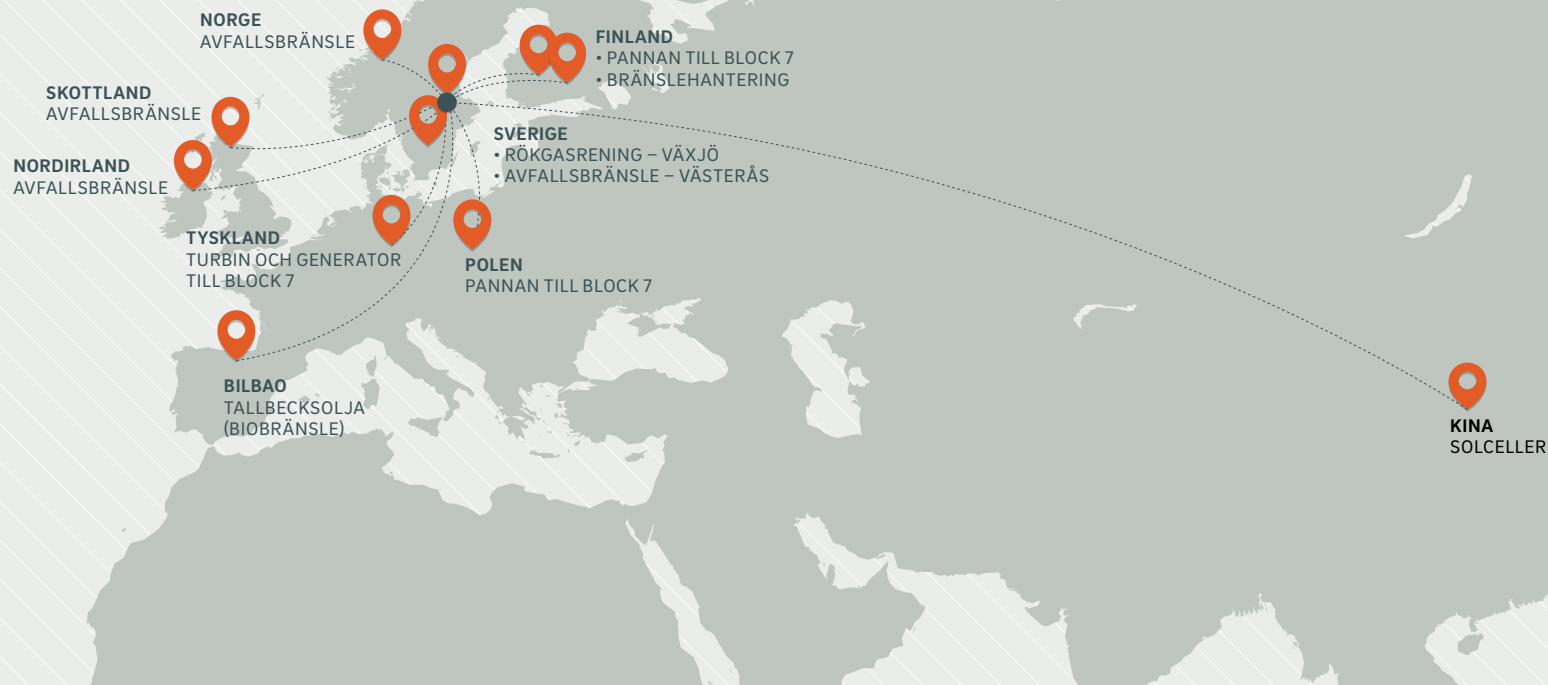 NORGE
AVFALLSBRÄNSLE
FINLAND
• PANNAN TILL BLOCK 7
• BRÄNSLEHANTERING
SKOTTLAND
AVFALLSBRÄNSLE
SVERIGE
• RÖKGASRENING – VÄXJÖ
• AVFALLSBRÄNSLE – VÄSTERÅS
NORDIRLAND
AVFALLSBRÄNSLE
TYSKLAND
TURBIN OCH GENERATOR
TILL BLOCK 7
POLEN
PANNAN TILL BLOCK 7
BILBAO
TALLBECKSOLJA
(BIOBRÄNSLE)
KINA
SOLCELLER